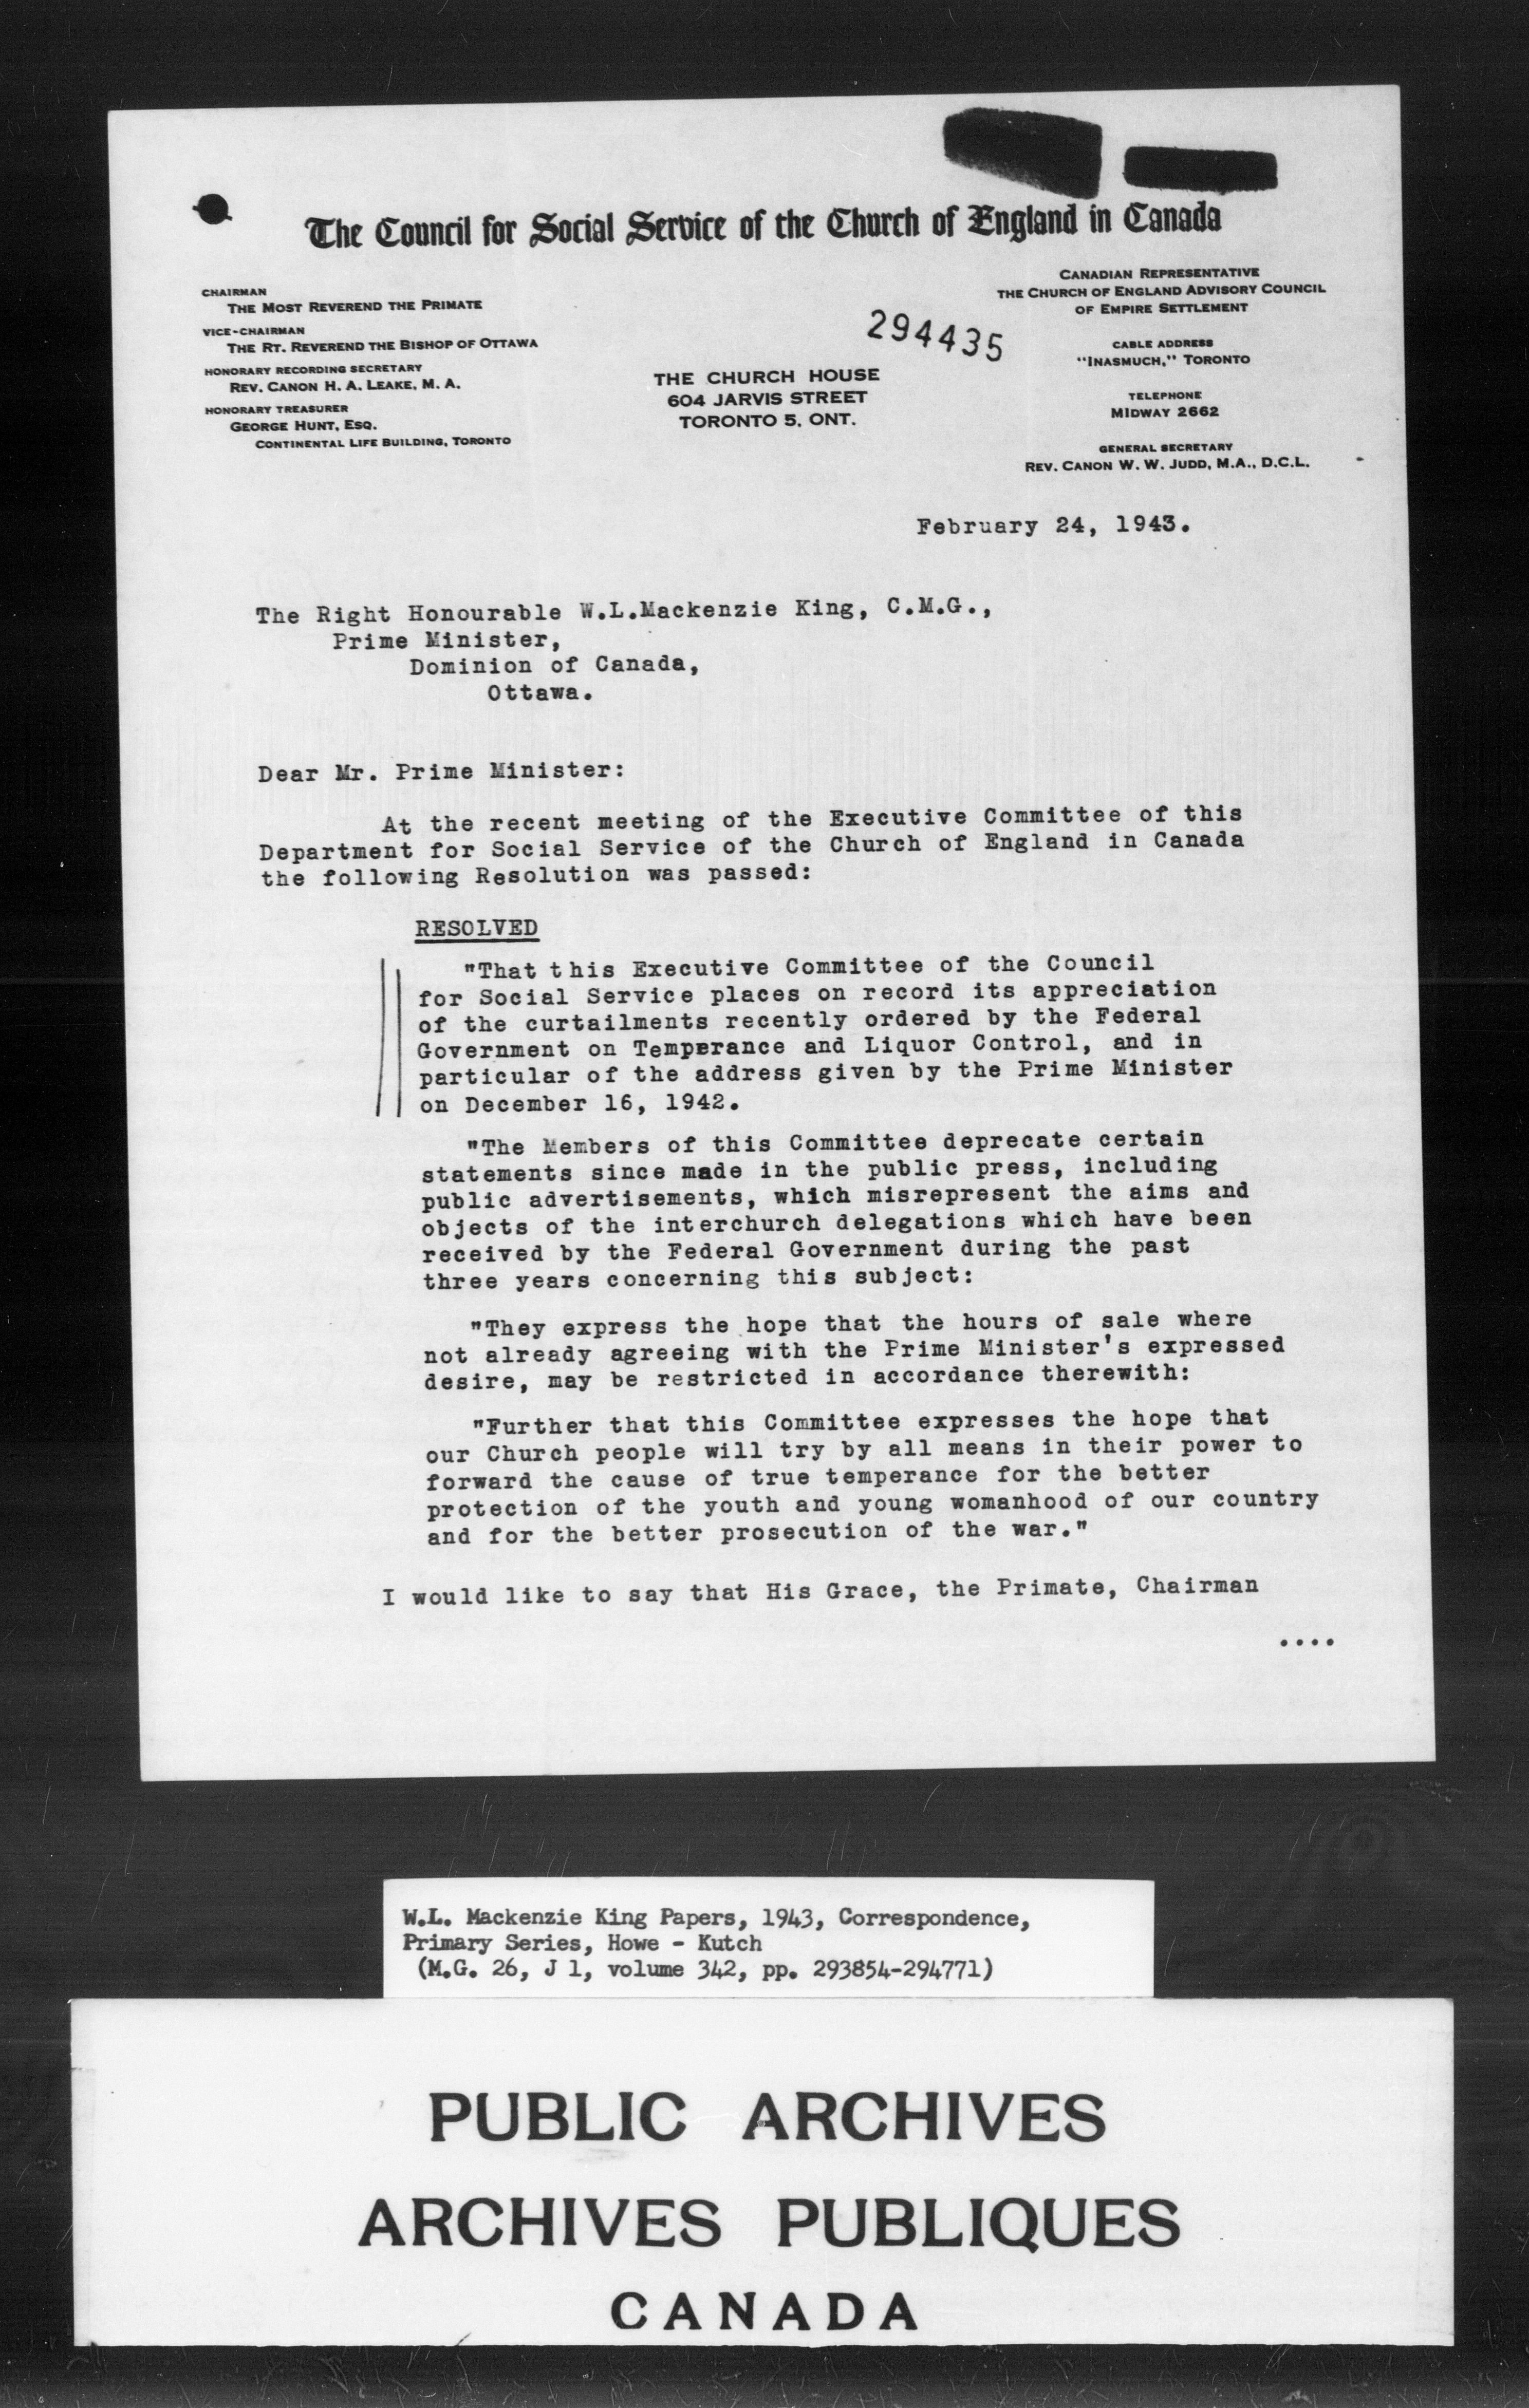 The Council for Social Service of the Church of England in Canada
CHAIRMAN
THE MOST REVEREND THE PRIMATE
VICE-CHAIRMAN
THE RT. REVEREND THE BISHOP OF OTTAWA
HONORARY RECORDING SECRETARY
REV. CANON H. A. LEAKE, M. A.
HONORARY TREASURER
GEORGE HUNT, ESQ.
CONTINENTAL LIFE BUILDING, TORONTO
294435
THE CHURCH HOUSE
604 JARVIS STREET
TORONTO 5, ONT.
CANADIAN REPRESENTATIVE
THE CHURCH OF ENGLAND ADVISORY COUNCIL
OF EMPIRE SETTLEMENT
CABLE ADDRESS
"INASMUCH," TORONTO
TELEPHONE
MIDWAY 2662
GENERAL SECRETARY
REV. CANON W. W. JUDD, M.A., D.C.L.
February 24, 1943.
The Right Honourable W.L.Mackenzie King, C.M.G.,
Prime Minister,
Dominion of Canada,
Ottawa.
Dear Mr. Prime Minister:
At the recent meeting of the Executive Committee of this
Department for Social Service of the Church of England in Canada
the following Resolution was passed:
RESOLVED
"That this Executive Committee of the Council
for Social Service places on record its appreciation
of the curtailments recently ordered by the Federal
Government on Temperance and Liquor Control, and in
particular of the address given by the Prime Minister
on December 16, 1942.
"The Members of this Committee deprecate certain
statements since made in the public press, including
public advertisements, which misrepresent the aims and
objects of the interchurch delegations which have been
received by the Federal Government during the past
three years concerning this subject:
"They express the hope that the hours of sale where
not already agreeing with the Prime Minister's expressed
desire, may be restricted in accordance therewith:
"Further that this Committee expresses the hope that
our Church people will try by all means in their power to
forward the cause of true temperance for the better
protection of the youth and young womanhood of our country
and for the better prosecution of the war."
I would like to say that His Grace, the Primate, Chairman
....
W.L. Mackenzie King Papers, 1943, Correspondence,
Primary Series, Howe - Kutch
(M.G. 26, J 1, volume 342, pp. 293854-294771)
PUBLIC ARCHIVES
ARCHIVES PUBLIQUES
CANADA